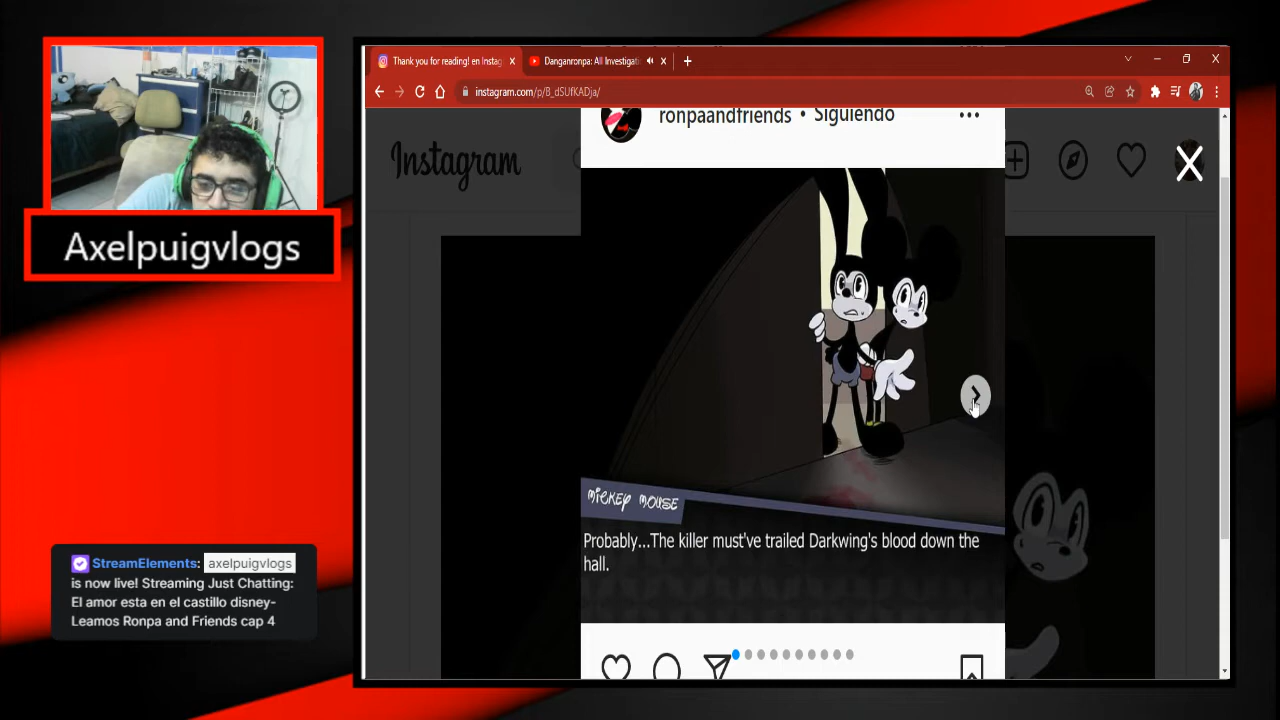 Thank you for reading! en Instag
Danganronpa: All Investigati
instagram.com/p/B_dSUfKADja/
ronpaandfriends • Siguiendo
Instagram
Axelpuigvlogs
MICKEY MOUSE
Probably...The killer must've trailed Darkwing's blood down the
hall.
StreamElements: axelpuigvlogs
is now live! Streaming Just Chatting:
El amor esta en el castillo disney-
Leamos Ronpa and Friends cap 4